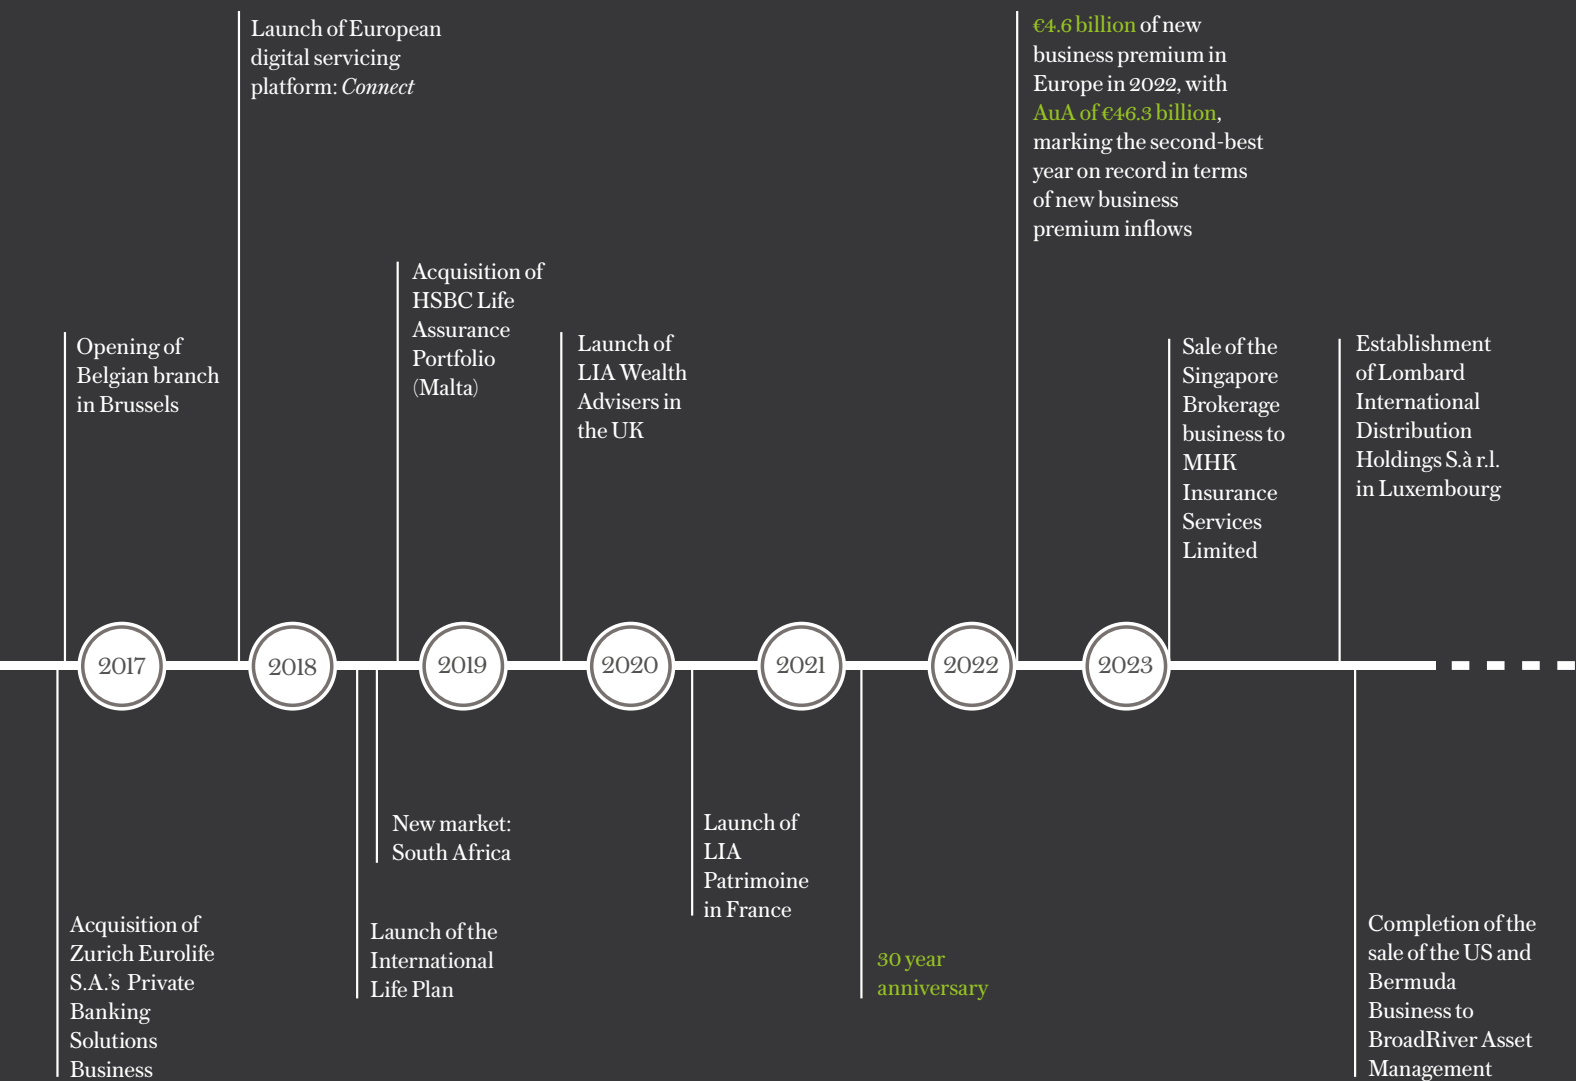 Launch of European
digital servicing
platform: Connect
€4.6 billion of new
business premium in
Europe in 2022, with
AuA of €46.3 billion,
marking the second-best
year on record in terms
of new business
premium inflows
Opening of
Belgian branch
in Brussels
Acquisition of
HSBC Life
Assurance
Portfolio
(Malta)
Launch of
LIA Wealth
Advisers in
the UK
Sale of the
Singapore
Brokerage
business to
MHK
Insurance
Services
Limited
Establishment
of Lombard
International
Distribution
Holdings S.à r.l.
in Luxembourg
2017
2018
2019
2020
2021
2022
2023
Acquisition of
Zurich Eurolife
S.A.'s Private
Banking
Solutions
Business
New market:
South Africa
Launch of the
International
Life Plan
Launch of
LIA
Patrimoine
in France
30 year
anniversary
Completion of the
sale of the US and
Bermuda
Business to
BroadRiver Asset
Management